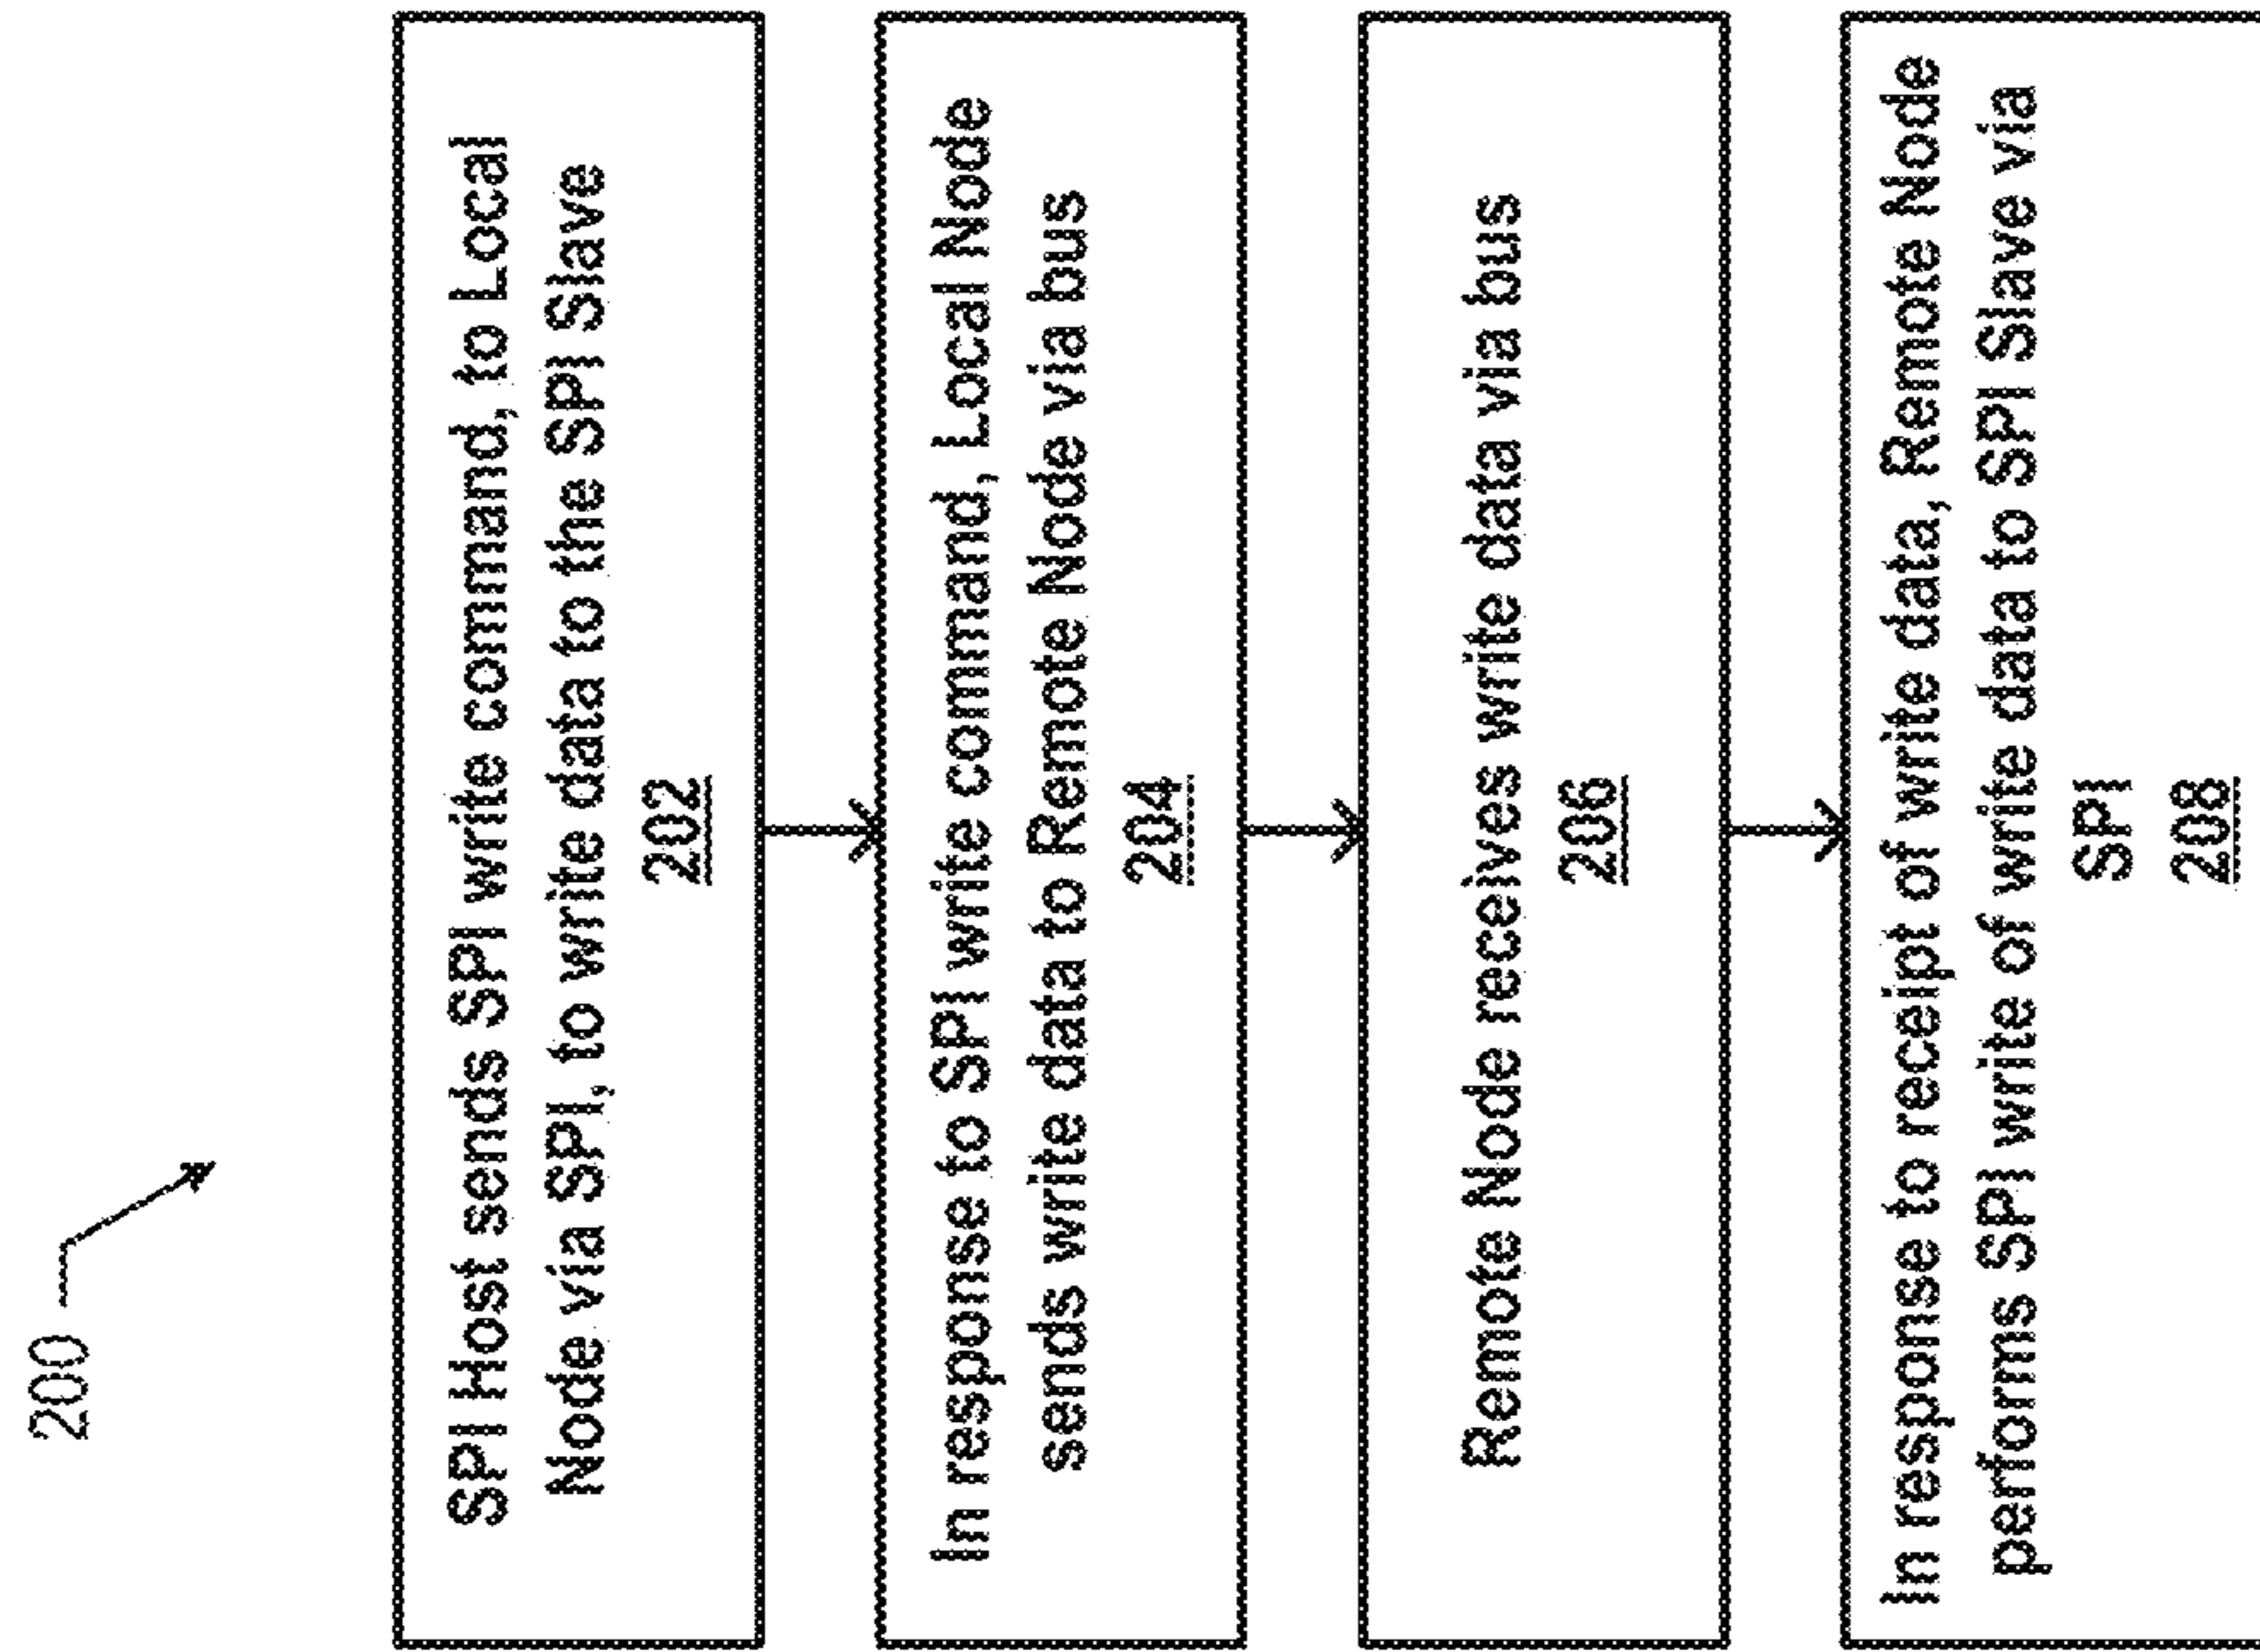 200
SPI Host sends SPI write command, to Local
Node via SPI, to write data to the SPI Slave
202
In response to SPI write command, Local Node
sends write data to Remote Node via bus
204
Remote Node receives write data via bus
206
In response to receipt of write data, Remote Node
performs SPI write of write data to SPI Slave via
SPI
208